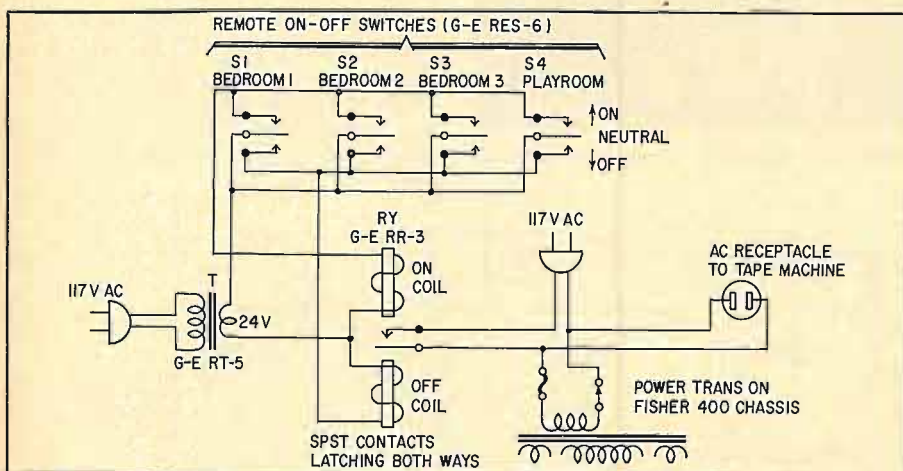 REMOTE ON-OFF SWITCHES (G-E RES-6)
S1
BEDROOM 1
S2
BEDROOM 2
S3
BEDROOM 3
S4
PLAYROOM
ON
NEUTRAL
OFF
RY
G-E RR-3
117V AC
AC RECEPTACLE
TO TAPE MACHINE
ON
COIL
117V AC
T
24V
G-E RT-5
OFF
COIL
POWER TRANS ON
FISHER 400 CHASSIS
SPST CONTACTS
LATCHING BOTH WAYS